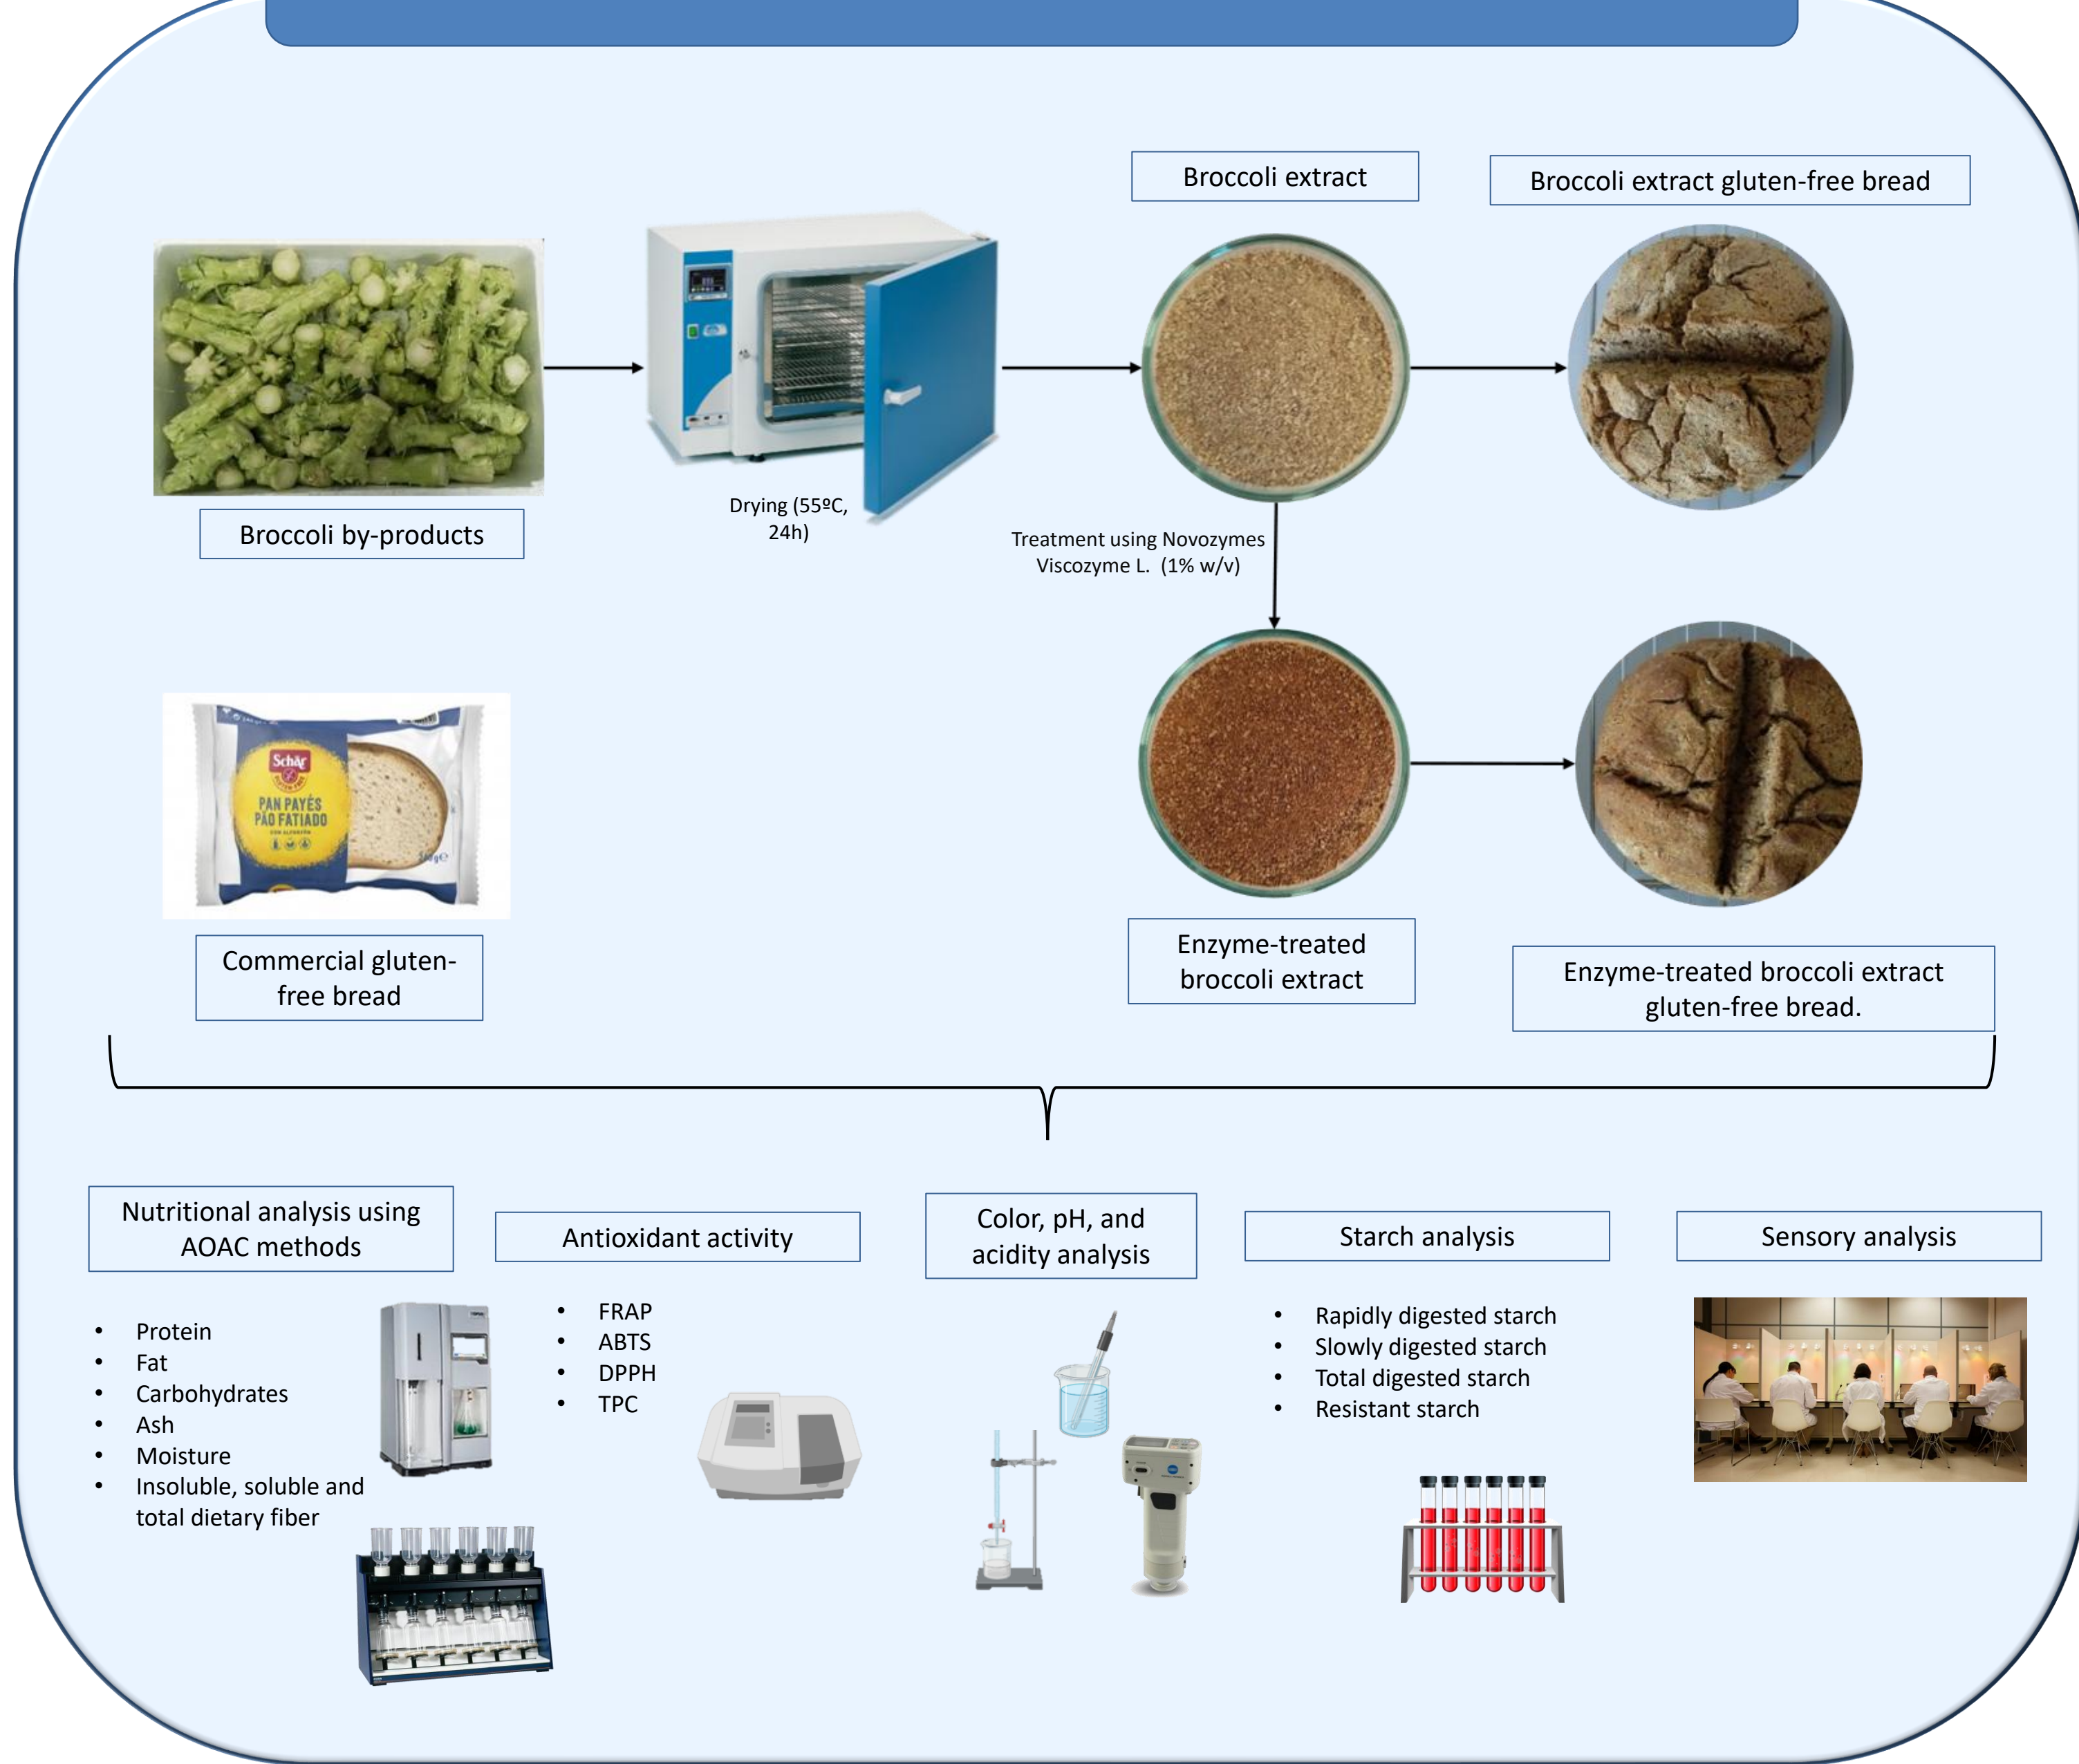 Broccoli extract
Broccoli extract gluten-free bread
Broccoli by-products
Drying (55ºC,
24h)
Treatment using Novozymes
Viscozyme L.  (1% w/v)
Schär
GLUTEN-FREE
PAN PAYÉS
PÃO FATIADO
Commercial gluten-
free bread
Enzyme-treated
broccoli extract
Enzyme-treated broccoli extract
gluten-free bread.
Nutritional analysis using
AOAC methods
• Protein
• Fat
• Carbohydrates
• Ash
• Moisture
• Insoluble, soluble and
total dietary fiber
Antioxidant activity
• FRAP
• ABTS
• DPPH
• TPC
Color, pH, and
acidity analysis
Starch analysis
• Rapidly digested starch
• Slowly digested starch
• Total digested starch
• Resistant starch
Sensory analysis